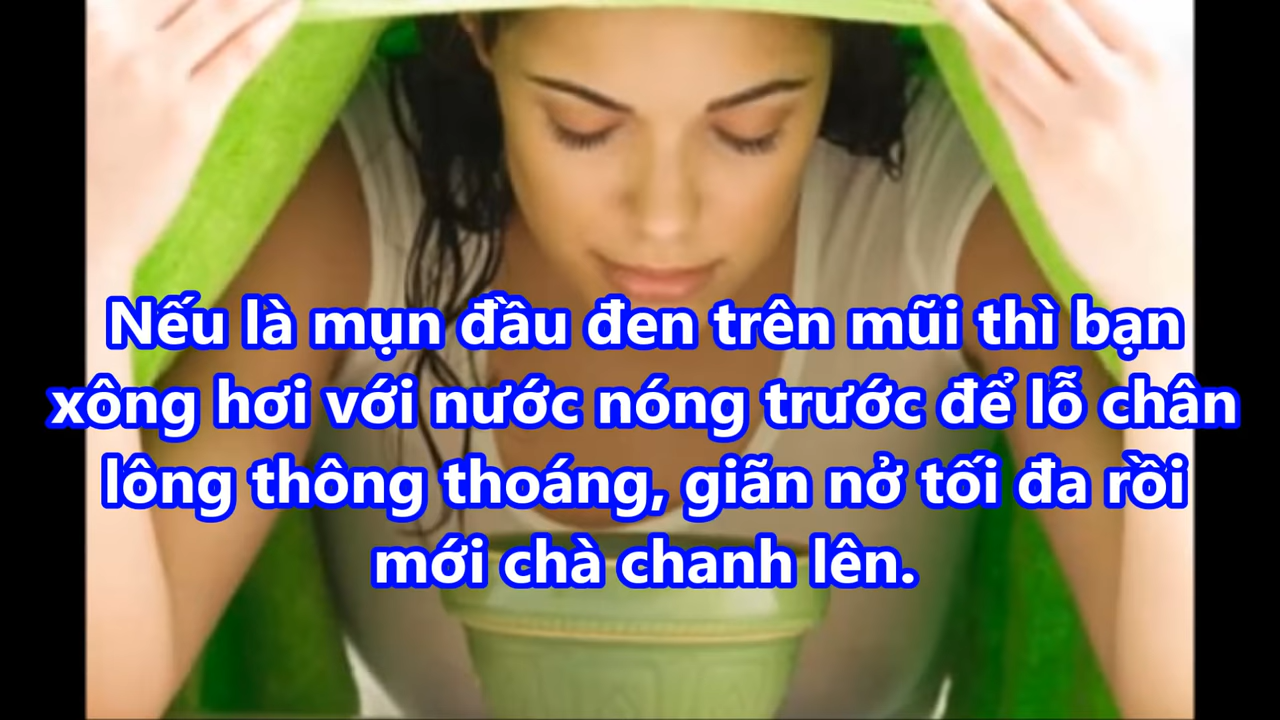 Nếu là mụn đầu đen trên mũi thì bạn
xông hơi với nước nóng trước để lỗ chân
lông thông thoáng, giãn nở tối đa rồi
mới chà chanh lên.